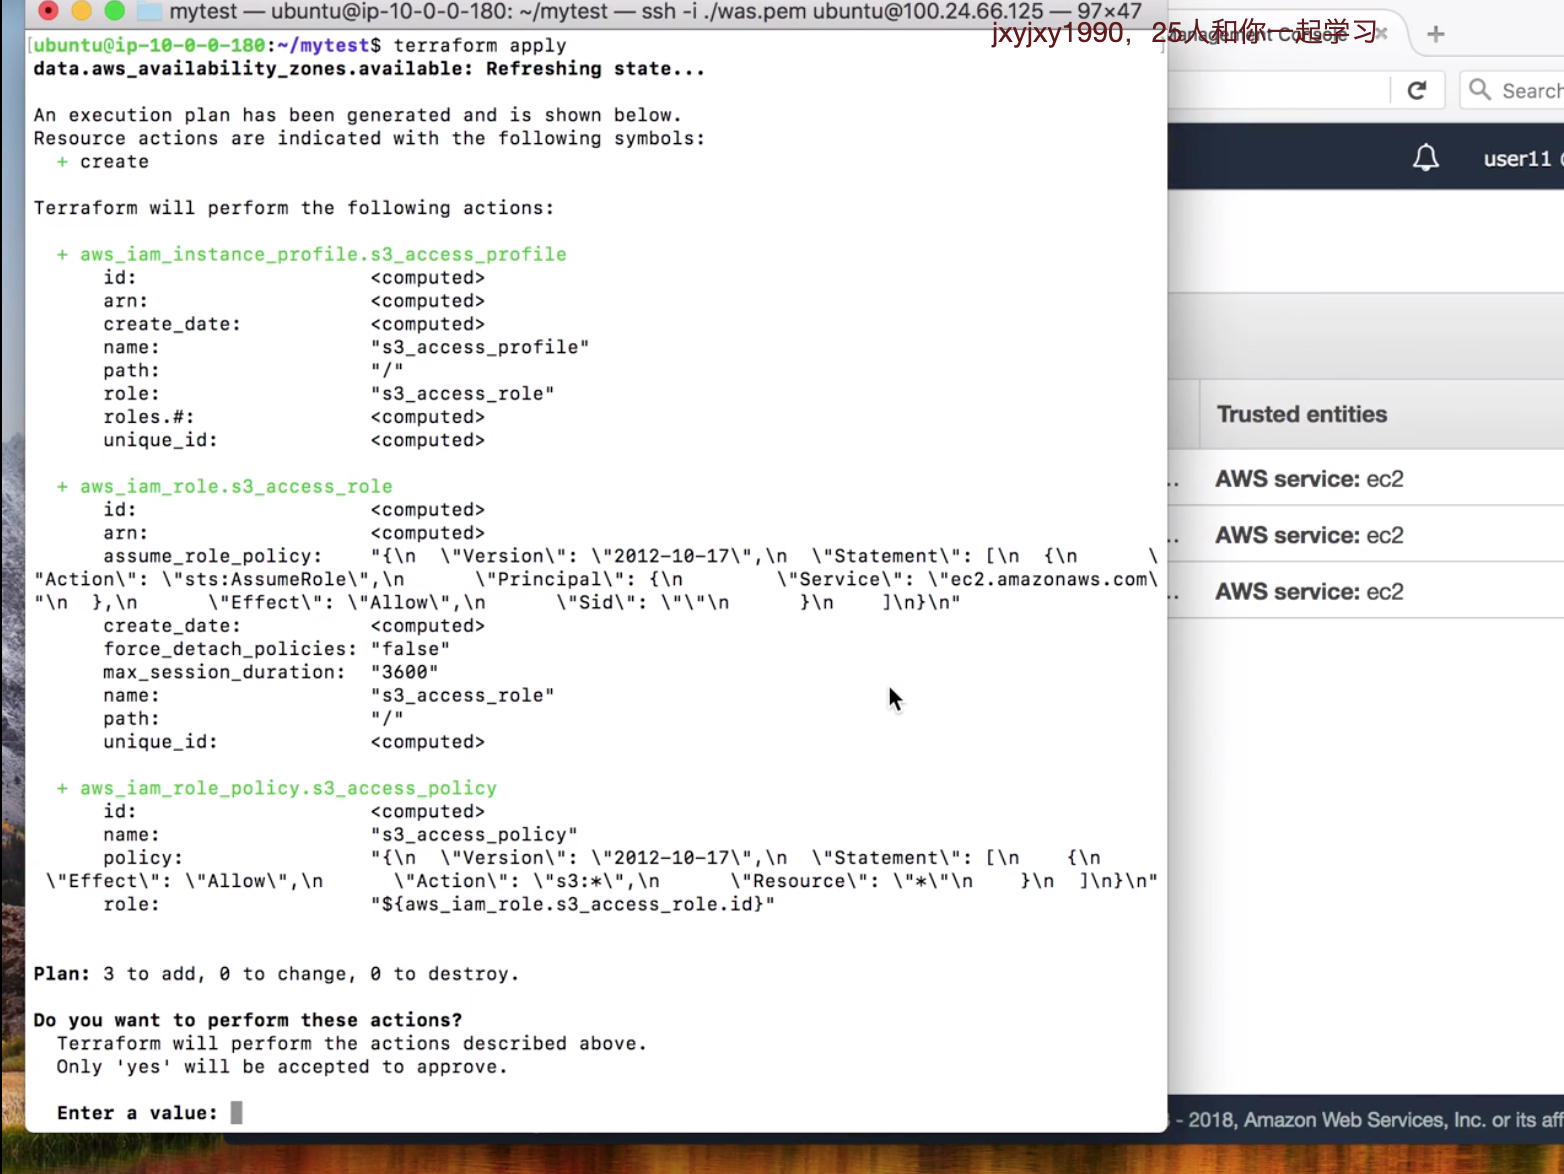 mytest — ubuntu@ip-10-0-0-180: ~/mytest — ssh -i ./was.pem ubuntu@100.24.66.125 — 97×47
jxyjxy1990，25人和你一起学习
anagement Console
[ubuntu@ip-10-0-0-180:~/mytest$ terraform apply
data.aws_availability_zones.available: Refreshing state...
Search
An execution plan has been generated and is shown below.
Resource actions are indicated with the following symbols:
+ create
user11
Terraform will perform the following actions:
+ aws_iam_instance_profile.s3_access_profile
id: <computed>
arn: <computed>
create_date: <computed>
name: "s3_access_profile"
path: "/"
role: "s3_access_role"
roles.#: <computed>
unique_id: <computed>
+ aws_iam_role.s3_access_role
id: <computed>
arn: <computed>
assume_role_policy: "{\n  \"Version\": \"2012-10-17\",\n  \"Statement\": [\n  {\n      \
"Action\": \"sts:AssumeRole\",\n      \"Principal\": {\n        \"Service\": \"ec2.amazonaws.com\
"\n  },\n      \"Effect\": \"Allow\",\n      \"Sid\": \"\"\n      }\n    ]\n}\n"
create_date: <computed>
force_detach_policies: "false"
max_session_duration: "3600"
name: "s3_access_role"
path: "/"
unique_id: <computed>
+ aws_iam_role_policy.s3_access_policy
id: <computed>
name: "s3_access_policy"
policy: "{\n  \"Version\": \"2012-10-17\",\n  \"Statement\": [\n    {\n
\"Effect\": \"Allow\",\n      \"Action\": \"s3:*\",\n      \"Resource\": \"*\"\n    }\n  ]\n}\n"
role: "${aws_iam_role.s3_access_role.id}"
Plan: 3 to add, 0 to change, 0 to destroy.
Do you want to perform these actions?
Terraform will perform the actions described above.
Only 'yes' will be accepted to approve.
Enter a value:
Trusted entities
.. AWS service: ec2
.. AWS service: ec2
.. AWS service: ec2
- 2018, Amazon Web Services, Inc. or its aff